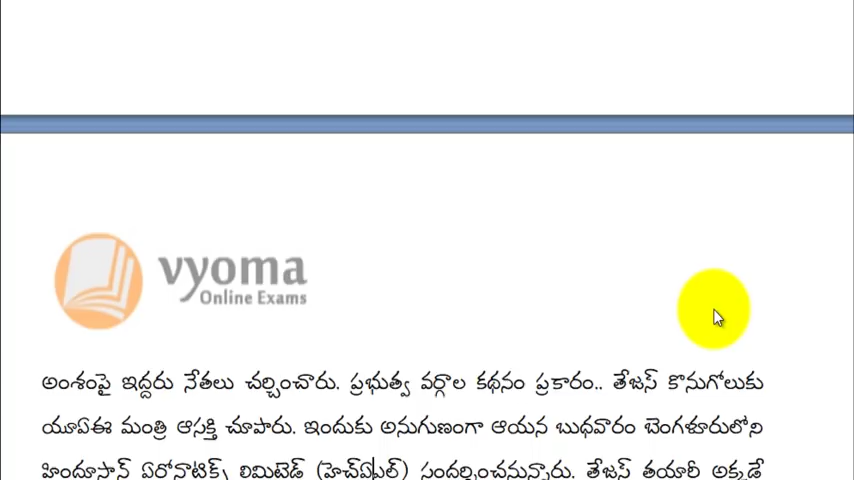 vyoma
Online Exams
అంశంపై ఇద్దరు నేతలు చర్చించారు. ప్రభుత్వ వర్గాల కథనం ప్రకారం.. తేజస్ కొనుగోలుకు
యూఏఈ మంత్రి ఆసక్తి చూపారు. ఇందుకు అనుగుణంగా ఆయన బుధవారం బెంగళూరులోని
హిందూస్థాన్ ఏరోనాటిక్స్ లిమిటెడ్ (హెచ్ఏఎల్) సందర్శించనున్నారు. తేజస్ తయారీ అక్కడే